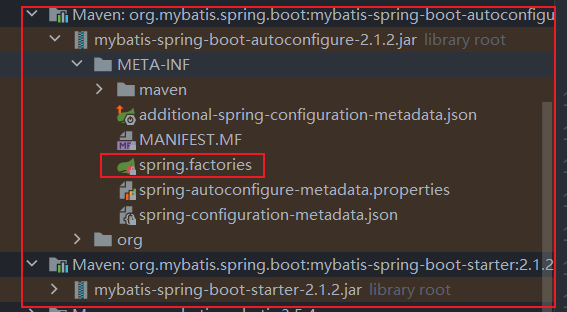 Maven: org.mybatis.spring.boot:mybatis-spring-boot-autoconfigu
mybatis-spring-boot-autoconfigure-2.1.2.jar library root
META-INF
maven
additional-spring-configuration-metadata.json
MANIFEST.MF
spring.factories
spring-autoconfigure-metadata.properties
spring-configuration-metadata.json
org
Maven: org.mybatis.spring.boot:mybatis-spring-boot-starter:2.1.2
mybatis-spring-boot-starter-2.1.2.jar library root